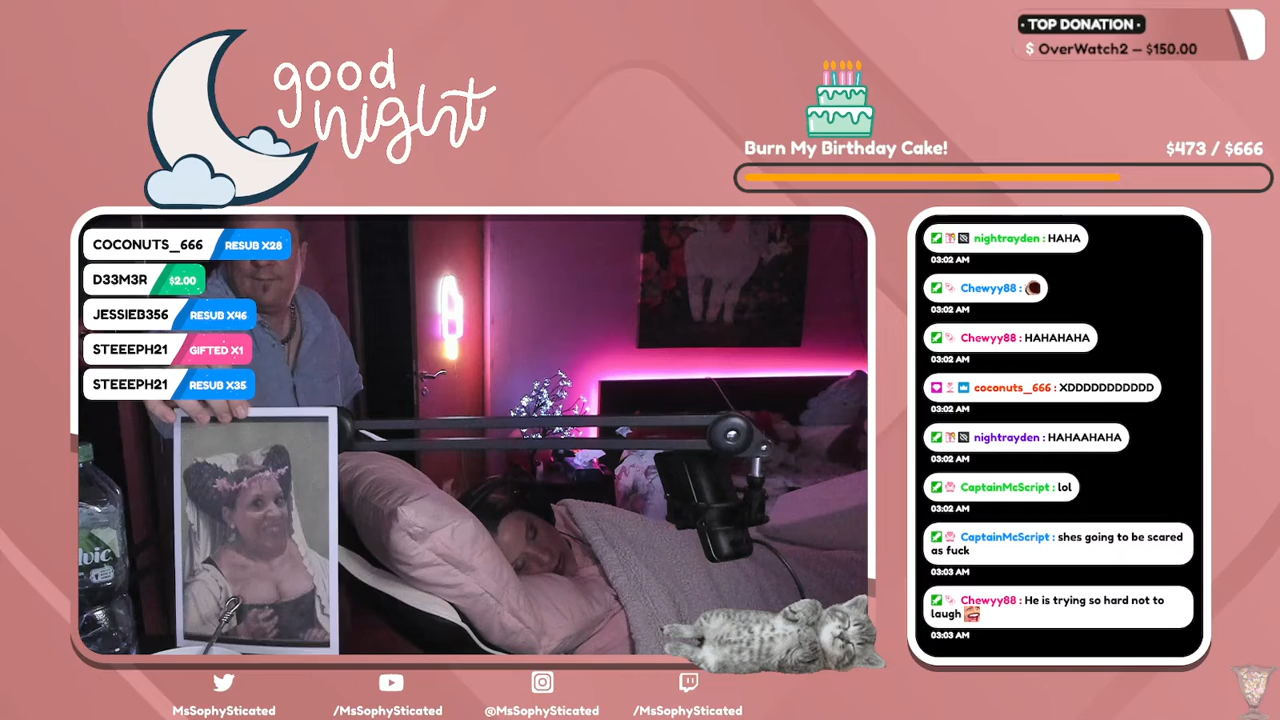 · TOP DONATION ·
$ OverWatch2 – $150.00
good
night
Burn My Birthday Cake!
$473 / $666
COCONUTS_666 RESUB X28
D33M3R $2.00
JESSIEB356 RESUB X46
STEEEPH21 GIFTED X1
STEEEPH21 RESUB X35
lvic
nightrayden : HAHA
03:02 AM
Chewyy88 :
03:02 AM
Chewyy88 : HAHAHAHA
03:02 AM
coconuts_666 : XDDDDDDDDDDD
03:02 AM
nightrayden : HAHAAHAHA
03:02 AM
CaptainMcScript : lol
03:02 AM
CaptainMcScript : shes going to be scared
as fuck
03:03 AM
Chewyy88 : He is trying so hard not to
laugh
03:03 AM
MsSophySticated
/MsSophySticated
@MsSophySticated
/MsSophySticated